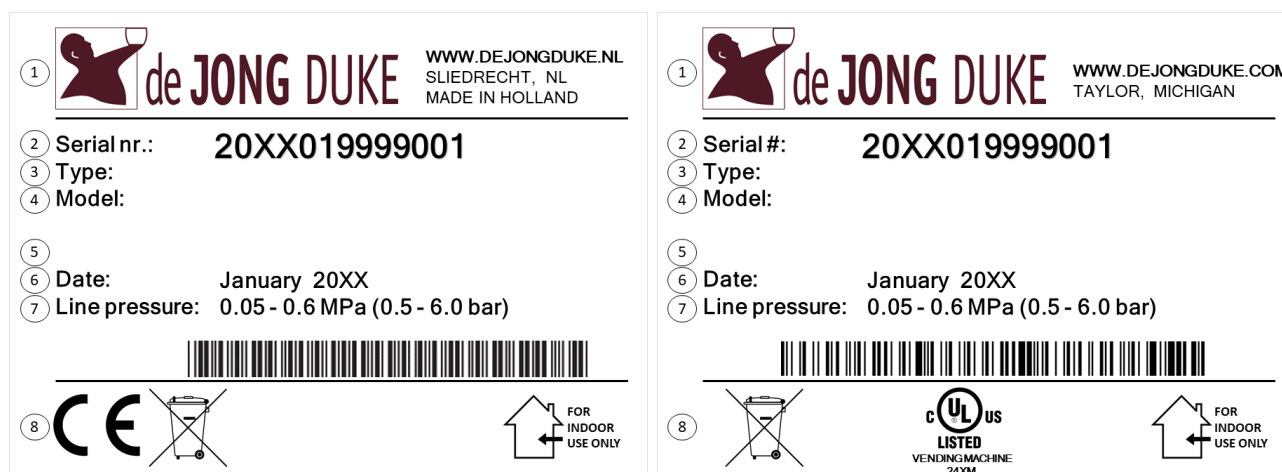 1
de JONG DUKE
WWW.DEJONGDUKE.NL
SLIEDRECHT, NL
MADE IN HOLLAND
2 Serial nr.: 20XX019999001
3 Type:
4 Model:
5
6 Date: January 20XX
7 Line pressure: 0.05 - 0.6 MPa (0.5 - 6.0 bar)
8 CE
FOR
INDOOR
USE ONLY
1
de JONG DUKE
WWW.DEJONGDUKE.COM
TAYLOR, MICHIGAN
2 Serial #: 20XX019999001
3 Type:
4 Model:
5
6 Date: January 20XX
7 Line pressure: 0.05 - 0.6 MPa (0.5 - 6.0 bar)
8
C UL US
®
LISTED
VENDING MACHINE
24XM
FOR
INDOOR
USE ONLY